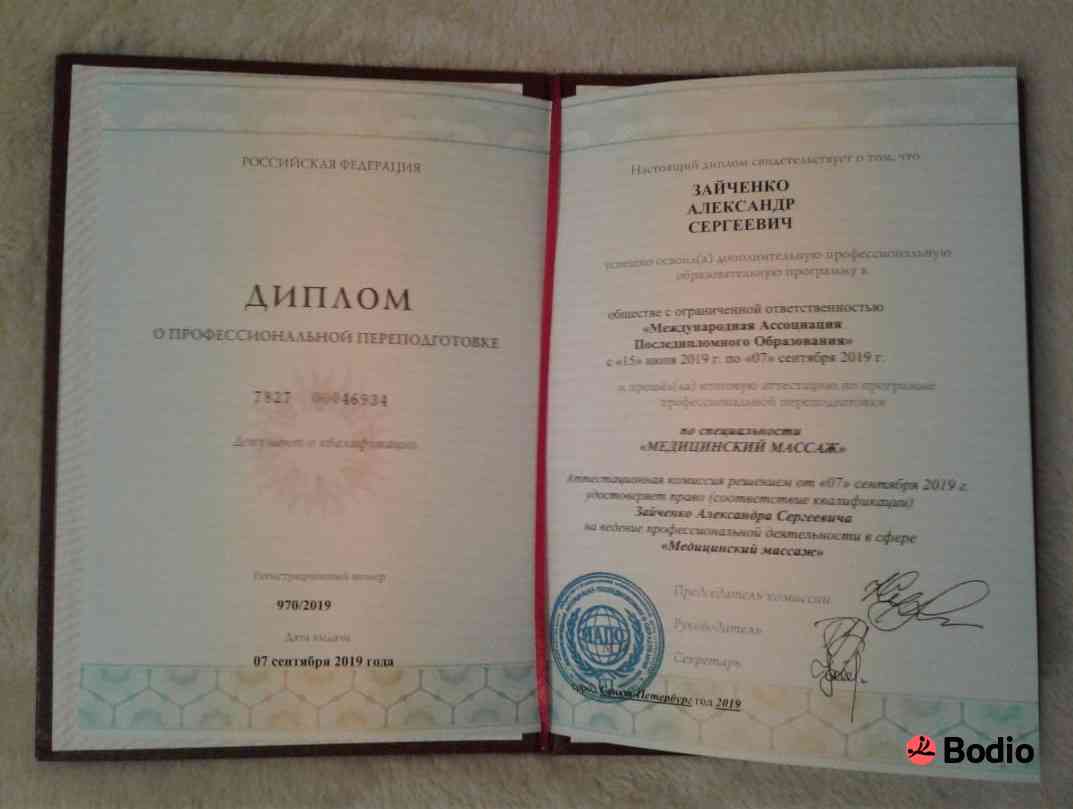 РОССИЙСКАЯ ФЕДЕРАЦИЯ
ДИПЛОМ
О ПРОФЕССИОНАЛЬНОЙ ПЕРЕПОДГОТОВКЕ
7827 00046934
Документ о квалификации
Регистрационный номер
970/2019
Дата выдачи
07 сентября 2019 года
Настоящий диплом свидетельствует о том, что
ЗАЙЧЕНКО
АЛЕКСАНДР
СЕРГЕЕВИЧ
успешно освоил(а) дополнительную профессиональную
образовательную программу в
обществе с ограниченной ответственностью
«Международная Ассоциация
Последипломного Образования»
с «15» июня 2019 г. по «07» сентября 2019 г.
и прошёл(ла) итоговую аттестацию по программе
профессиональной переподготовки
по специальности
«МЕДИЦИНСКИЙ МАССАЖ»
Аттестационная комиссия решением от «07» сентября 2019 г.
удостоверяет право (соответствие квалификации)
Зайченко Александра Сергеевича
на ведение профессиональной деятельности в сфере
«Медицинский массаж»
Председатель комиссии
Руководитель
Секретарь
МАПО
Санкт-Петербург год 2019
Bodio